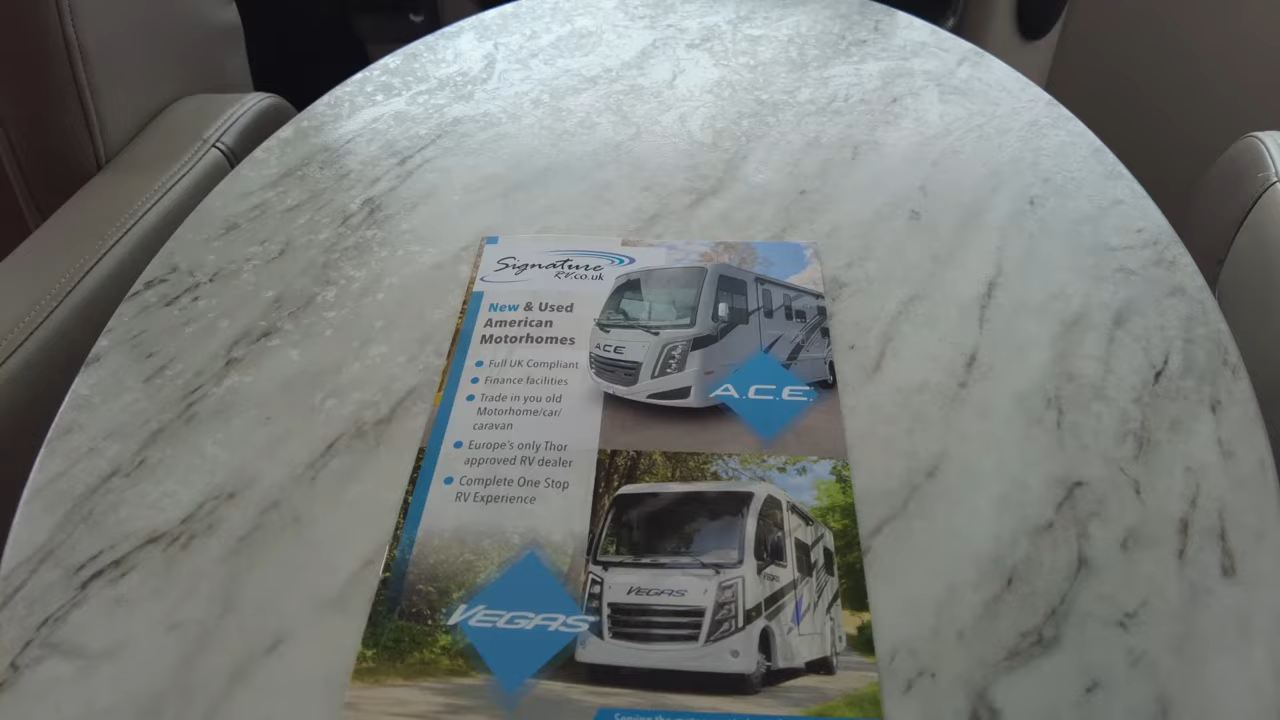 Signature
RV.co.uk
New & Used
American
Motorhomes
Full UK Compliant
Finance facilities
Trade in you old
Motorhome/car/
caravan
Europe's only Thor
approved RV dealer
Complete One Stop
RV Experience
ACE
A.C.E.
VEGAS
VEGAS
VEGAS